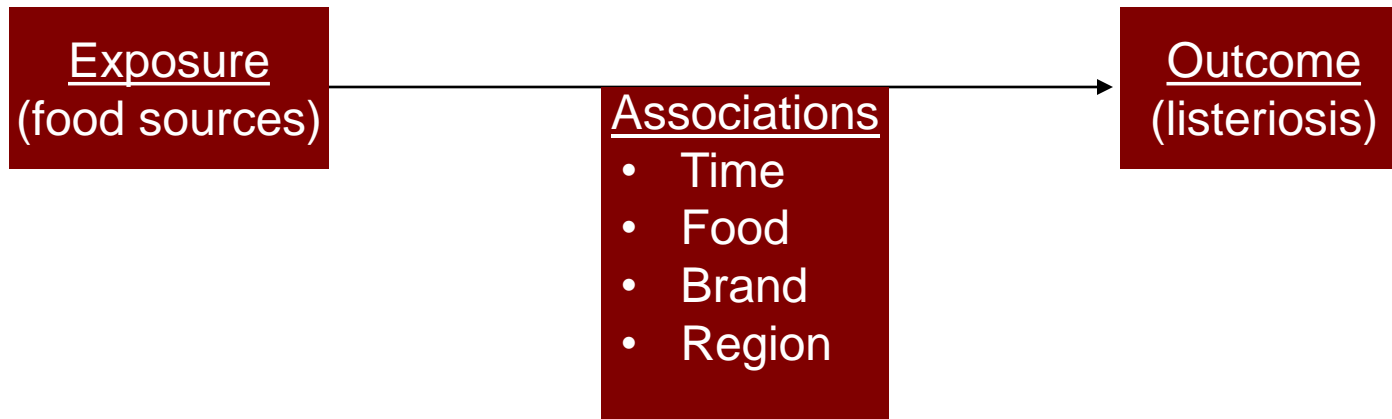 Exposure
(food sources)
Associations
• Time
• Food
• Brand
• Region
Outcome
(listeriosis)